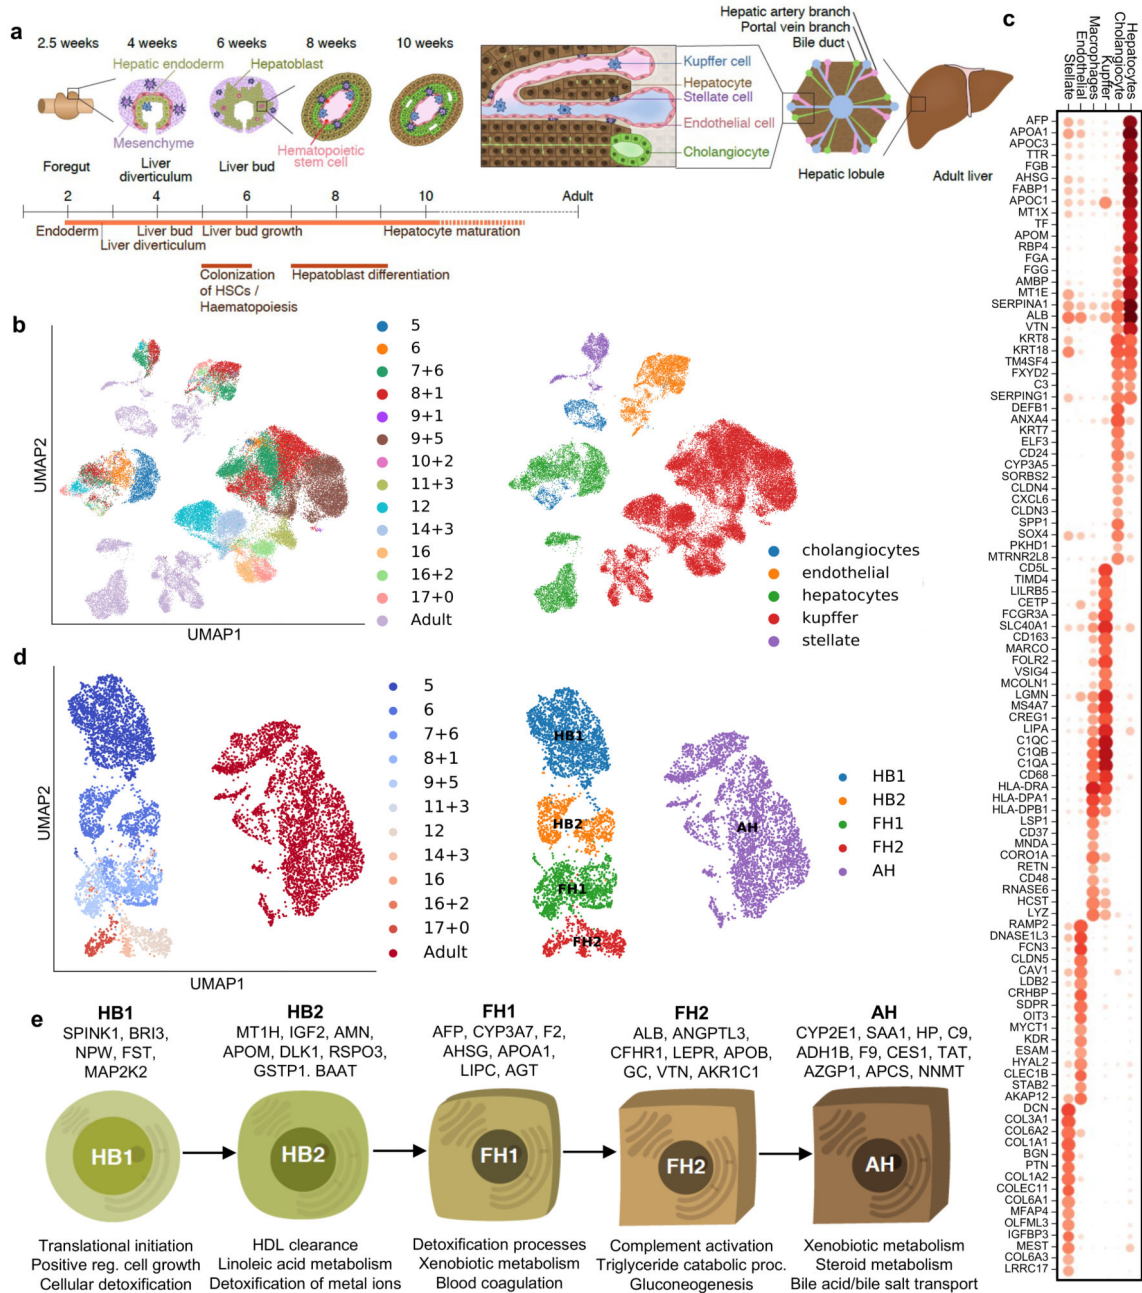 a
2.5 weeks
4 weeks
6 weeks
8 weeks
10 weeks
Hepatic endoderm
Hepatoblast
Mesenchyme
Hematopoietic
stem cell
Foregut
Liver
diverticulum
Liver bud
Kupffer cell
Hepatocyte
Stellate cell
Endothelial cell
Cholangiocyte
Hepatic artery branch
Portal vein branch
Bile duct
Hepatic lobule
Adult liver
2
4
6
8
10
Adult
Endoderm
Liver bud
Liver bud growth
Hepatocyte maturation
Liver diverticulum
Colonization
of HSCs /
Haematopoiesis
Hepatoblast differentiation
b
UMAP2
UMAP1
5
6
7+6
8+1
9+1
9+5
10+2
11+3
12
14+3
16
16+2
17+0
Adult
cholangiocytes
endothelial
hepatocytes
kupffer
stellate
c
Stellate
Endothelial
Macrophages
Kupffer
Cholangiocyte
Hepatocytes
AFP
APOA1
APOC3
TTR
FGB
AHSG
FABP1
APOC1
MT1X
TF
APOM
RBP4
FGA
FGG
AMBP
MT1E
SERPINA1
ALB
VTN
KRT8
KRT18
TM4SF4
FXYD2
C3
SERPING1
DEFB1
ANXA4
KRT7
ELF3
CD24
CYP3A5
SORBS2
CLDN4
CXCL6
CLDN3
SPP1
SOX4
PKHD1
MTRNR2L8
CD5L
TIMD4
LILRB5
CETP
FCGR3A
SLC40A1
CD163
MARCO
FOLR2
VSIG4
MCOLN1
LGMN
MS4A7
CREG1
LIPA
C1QC
C1QB
C1QA
CD68
HLA-DRA
HLA-DPA1
HLA-DPB1
LSP1
CD37
MNDA
CORO1A
RETN
CD48
RNASE6
HCST
LYZ
RAMP2
DNASE1L3
FCN3
CLDN5
CAV1
LDB2
CRHBP
SDPR
OIT3
MYCT1
KDR
ESAM
HYAL2
CLEC1B
STAB2
AKAP12
DCN
COL3A1
COL6A2
COL1A1
BGN
PTN
COL1A2
COLEC11
COL6A1
MFAP4
OLFML3
IGFBP3
MEST
COL6A3
LRRC17
d
UMAP2
UMAP1
5
6
7+6
8+1
9+5
11+3
12
14+3
16
16+2
17+0
Adult
HB1
HB2
FH1
FH2
AH
HB1
HB2
FH1
FH2
AH
e
HB1
SPINK1, BRI3,
NPW, FST,
MAP2K2
HB1
Translational initiation
Positive reg. cell growth
Cellular detoxification
HB2
MT1H, IGF2, AMN,
APOM, DLK1, RSPO3,
GSTP1. BAAT
HB2
HDL clearance
Linoleic acid metabolism
Detoxification of metal ions
FH1
AFP, CYP3A7, F2,
AHSG, APOA1,
LIPC, AGT
FH1
Detoxification processes
Xenobiotic metabolism
Blood coagulation
FH2
ALB, ANGPTL3,
CFHR1, LEPR, APOB,
GC, VTN, AKR1C1
FH2
Complement activation
Triglyceride catabolic proc.
Gluconeogenesis
AH
CYP2E1, SAA1, HP, C9,
ADH1B, F9, CES1, TAT,
AZGP1, APCS, NNMT
AH
Xenobiotic metabolism
Steroid metabolism
Bile acid/bile salt transport